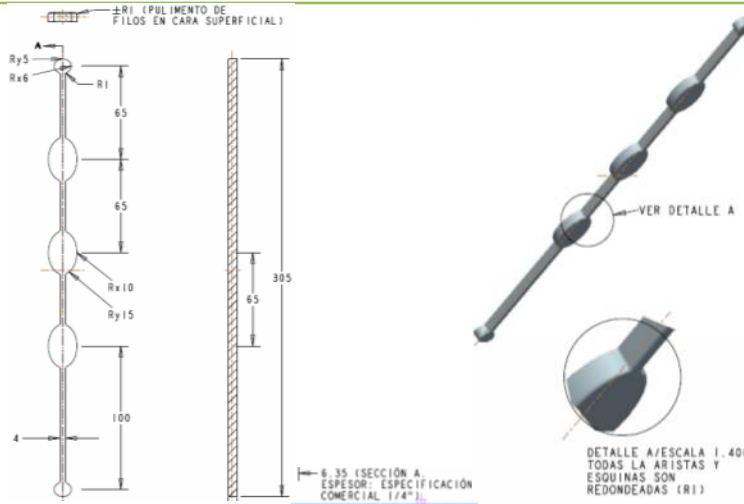 ±R1 (PULIMENTO DE
FILOS EN CARA SUPERFICIAL)
A
Ry5
Rx6
R1
65
65
Rx10
Ry15
305
65
100
4
6.35 (SECCIÓN A.
ESPESOR: ESPECIFICACIÓN
COMERCIAL 1/4").
VER DETALLE A
DETALLE A/ESCALA 1.400
TODAS LA ARISTAS Y
ESQUINAS SON
REDONDEADAS (R1)